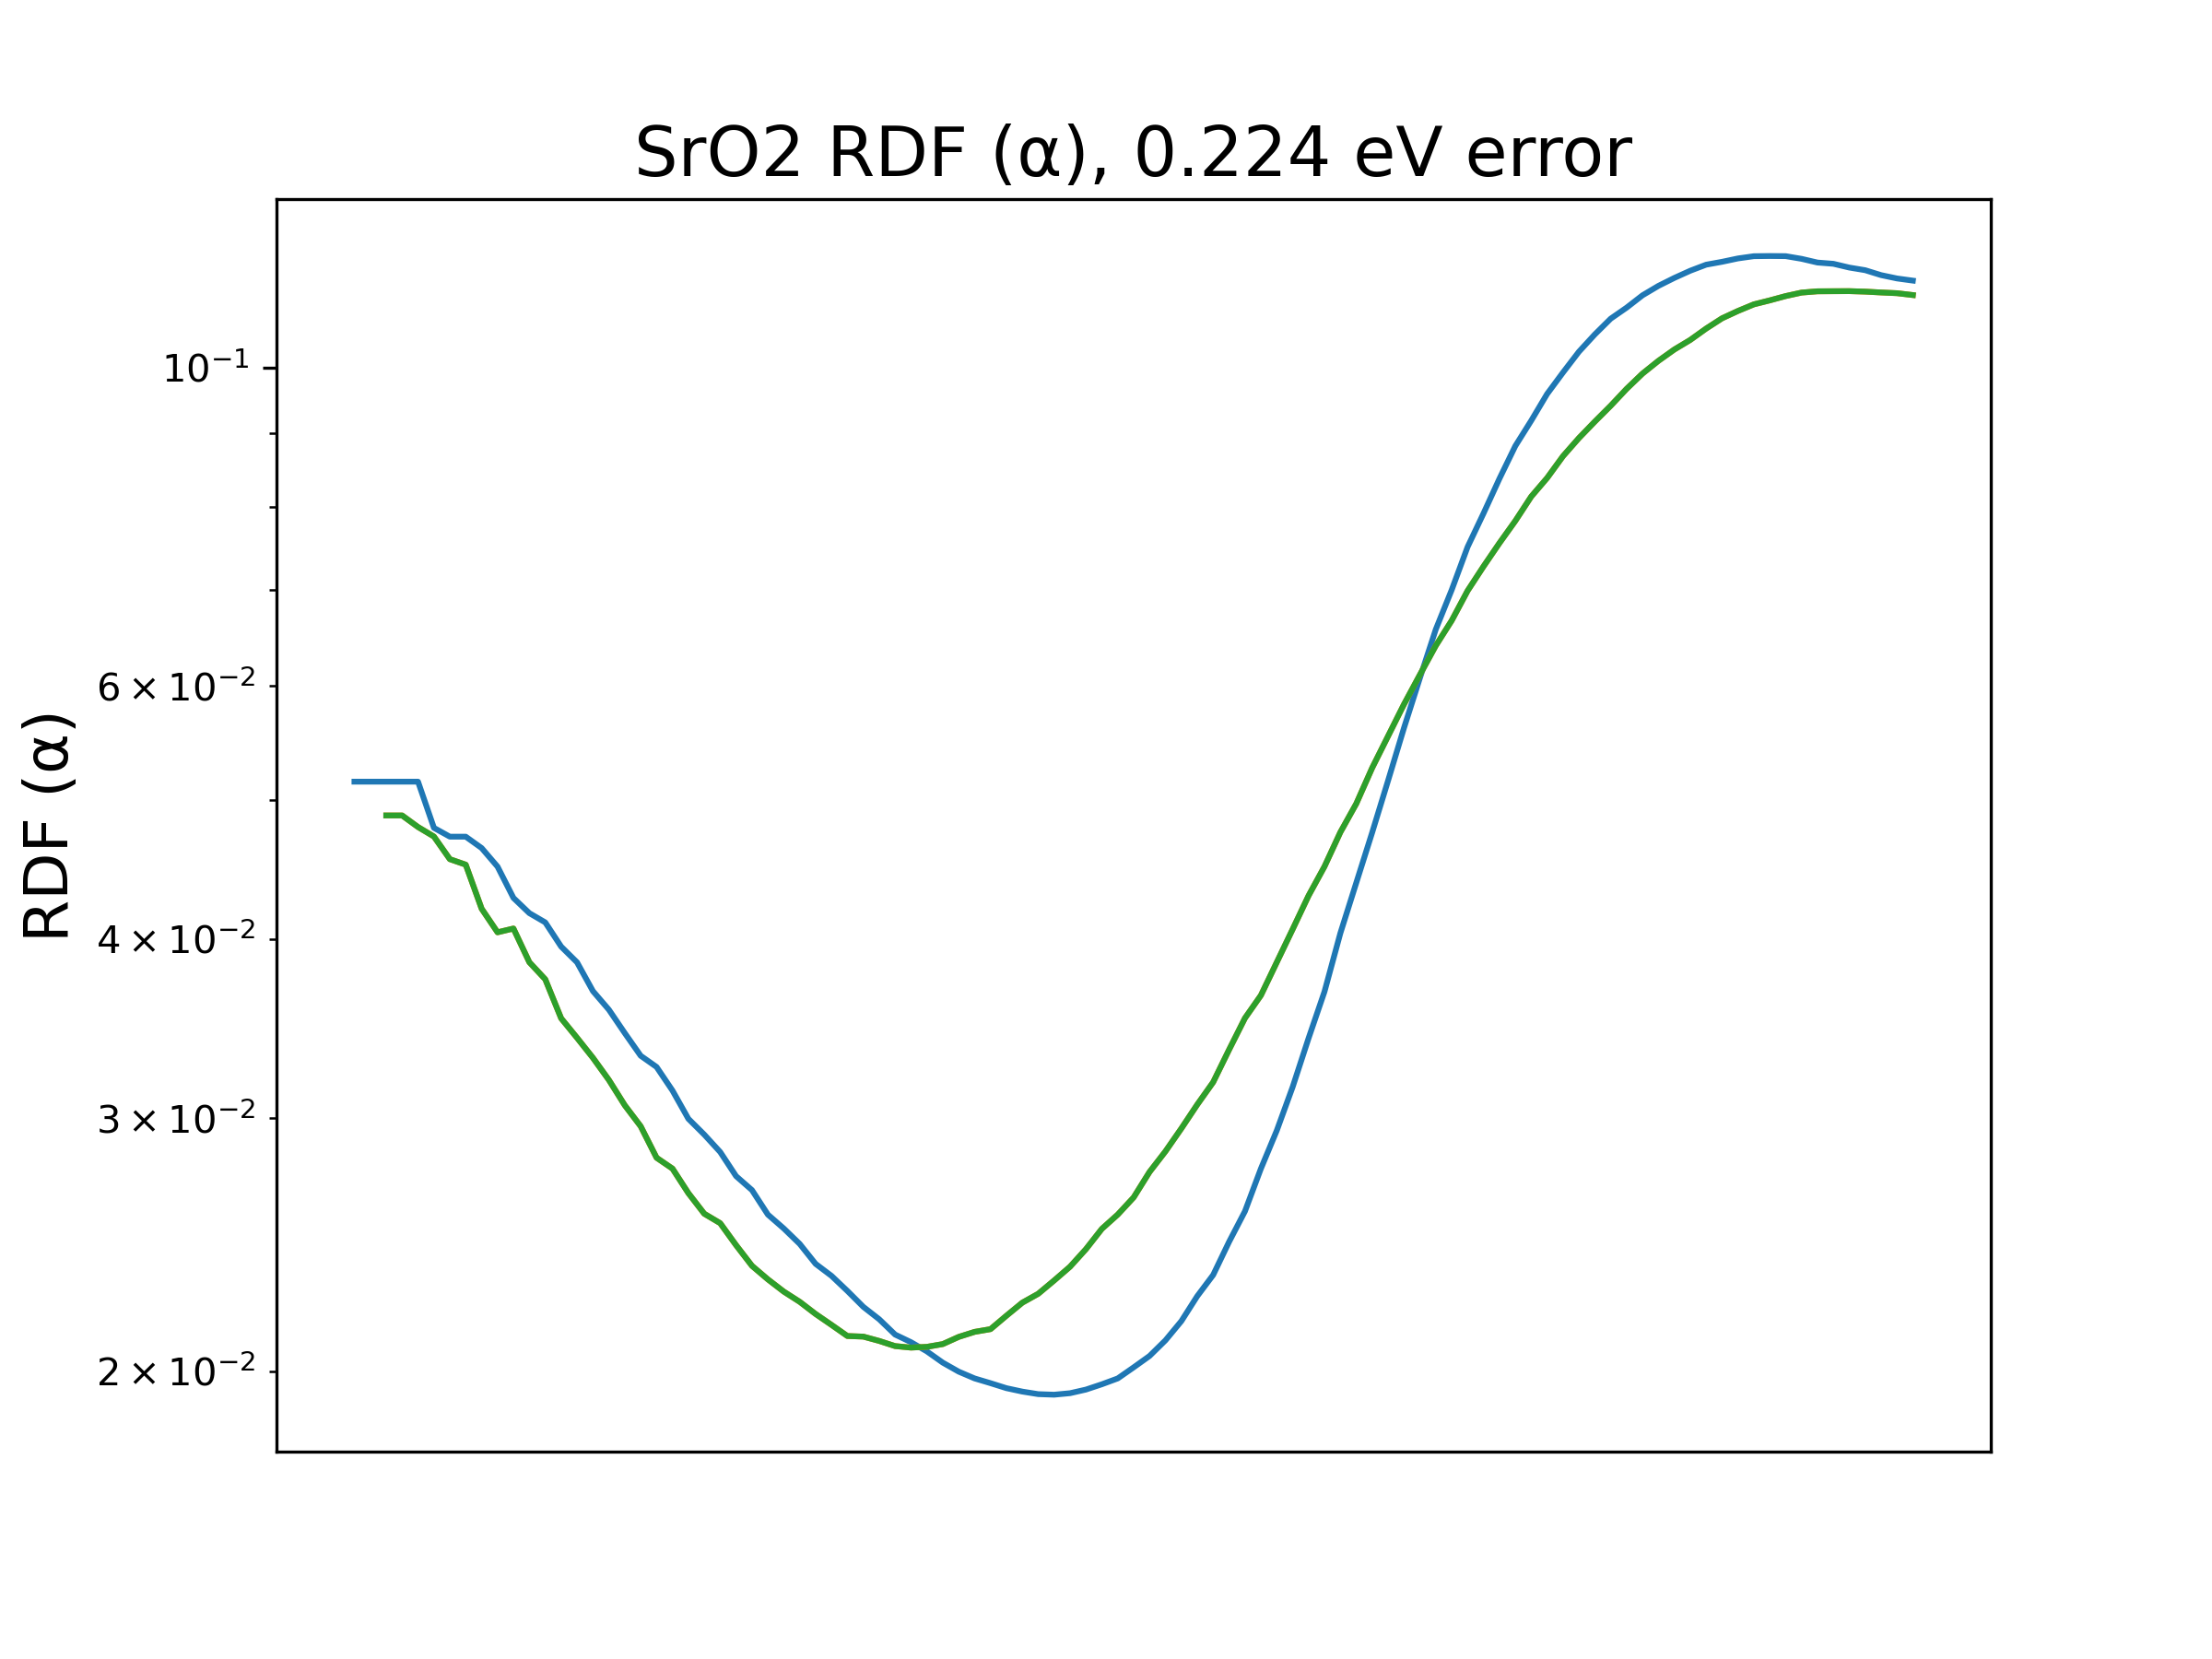 SrO2 RDF (α), 0.224 eV error
10⁻¹
6 × 10⁻²
4 × 10⁻²
3 × 10⁻²
2 × 10⁻²
RDF (α)